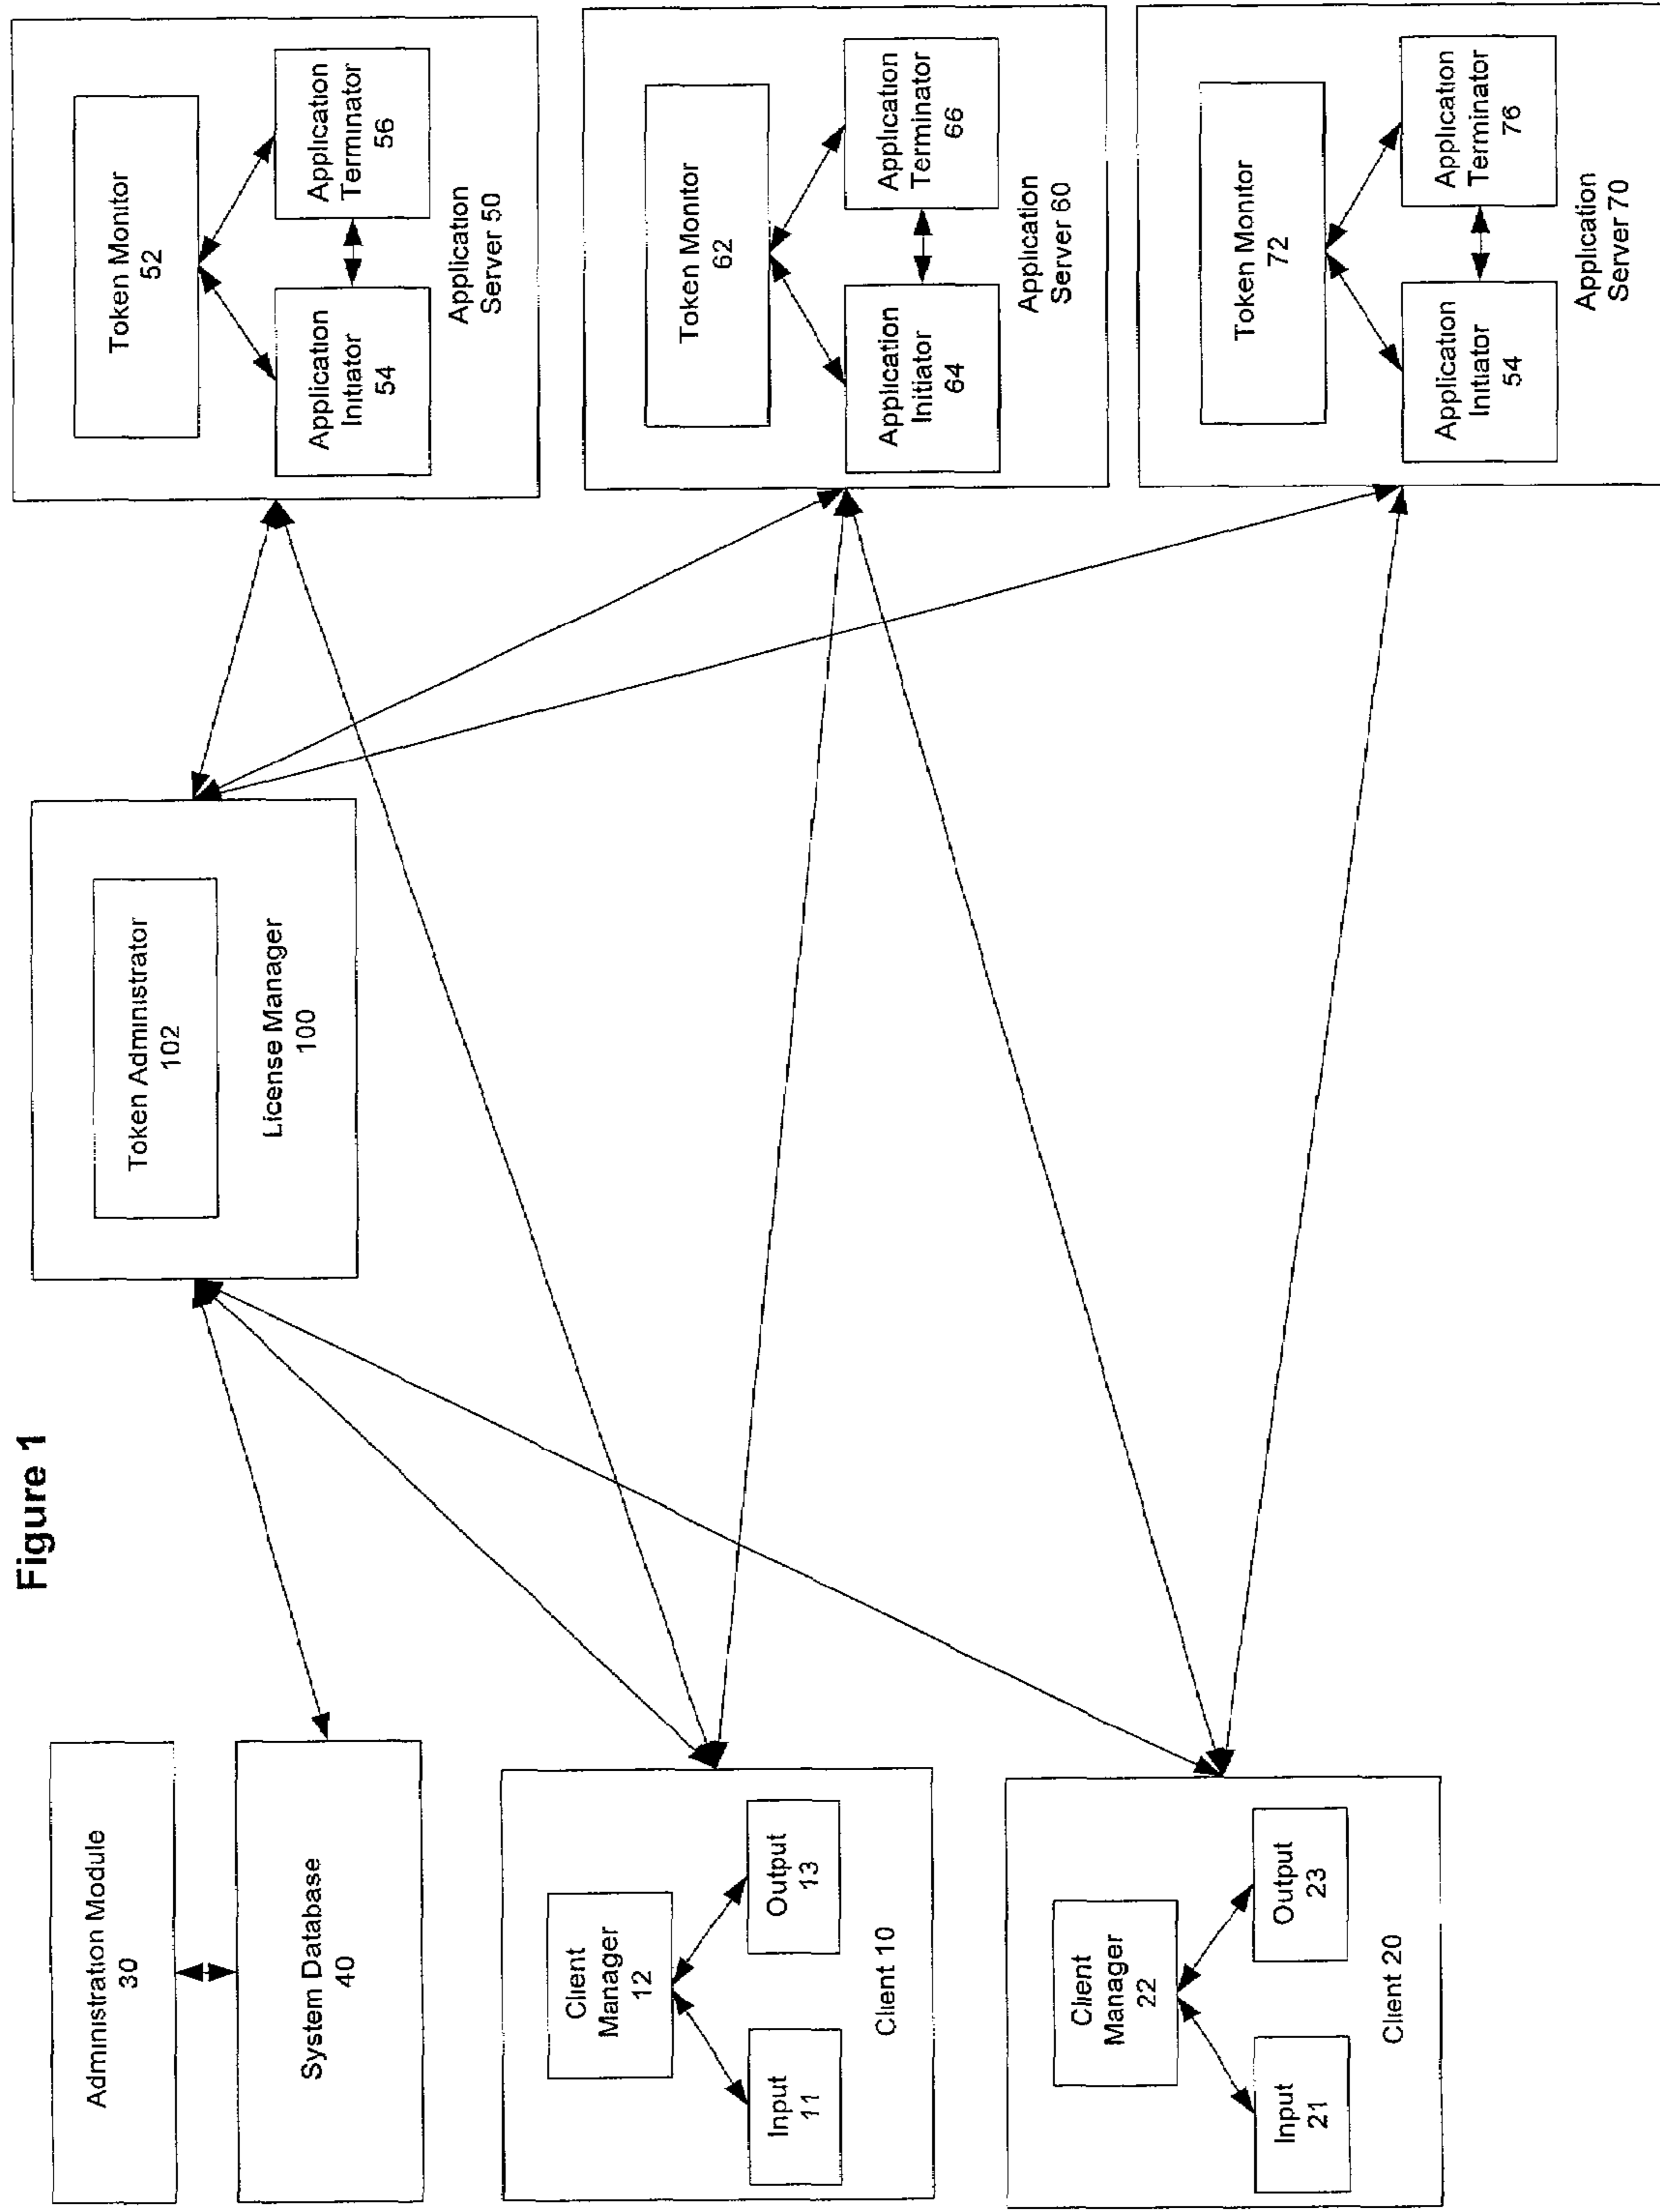 Figure 1
Administration Module
30
System Database
40
Client
Manager
12
Input
11
Output
13
Client 10
Client
Manager
22
Input
21
Output
23
Client 20
Token Administrator
102
License Manager
100
Token Monitor
52
Application
Initiator
54
Application
Terminator
56
Application
Server 50
Token Monitor
62
Application
Initiator
64
Application
Terminator
66
Application
Server 60
Token Monitor
72
Application
Initiator
54
Application
Terminator
76
Application
Server 70